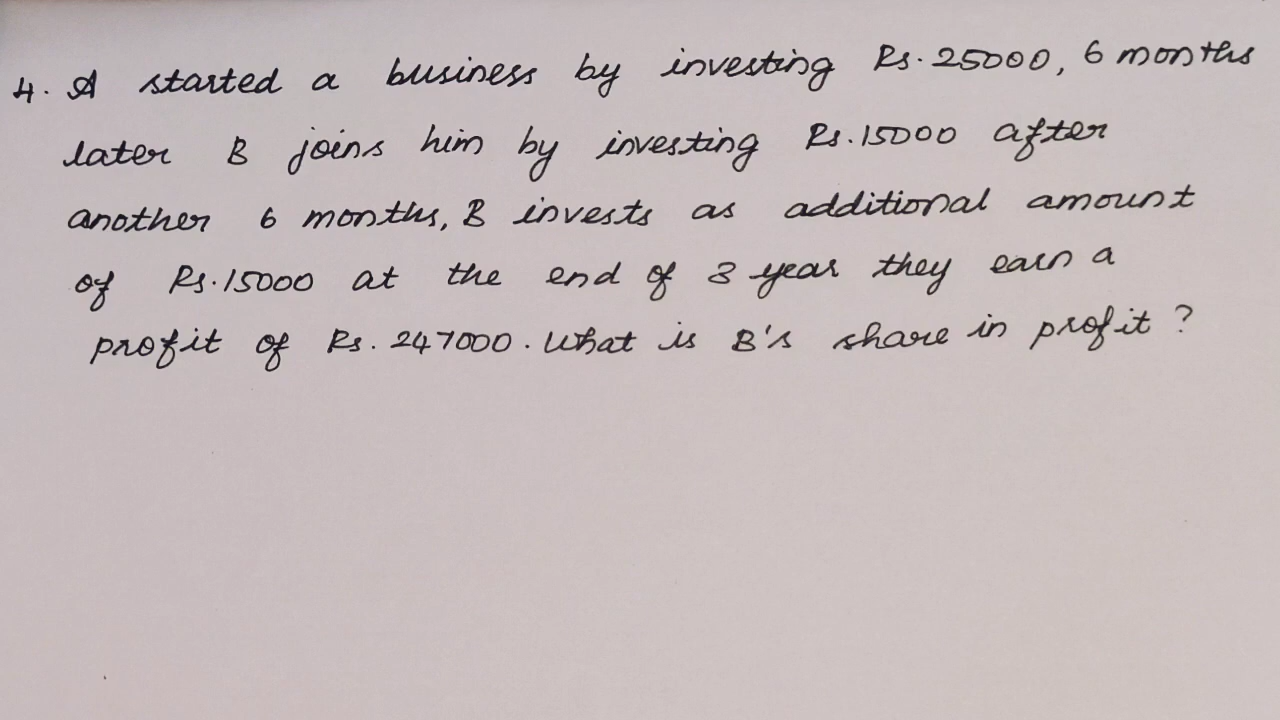 4. A started a business by investing Rs. 25000, 6 months
later B joins him by investing Rs. 15000 after
another 6 months, B invests as additional amount
of Rs. 15000 at the end of 3 year they earn a
profit of Rs. 247000. What is B's share in profit ?